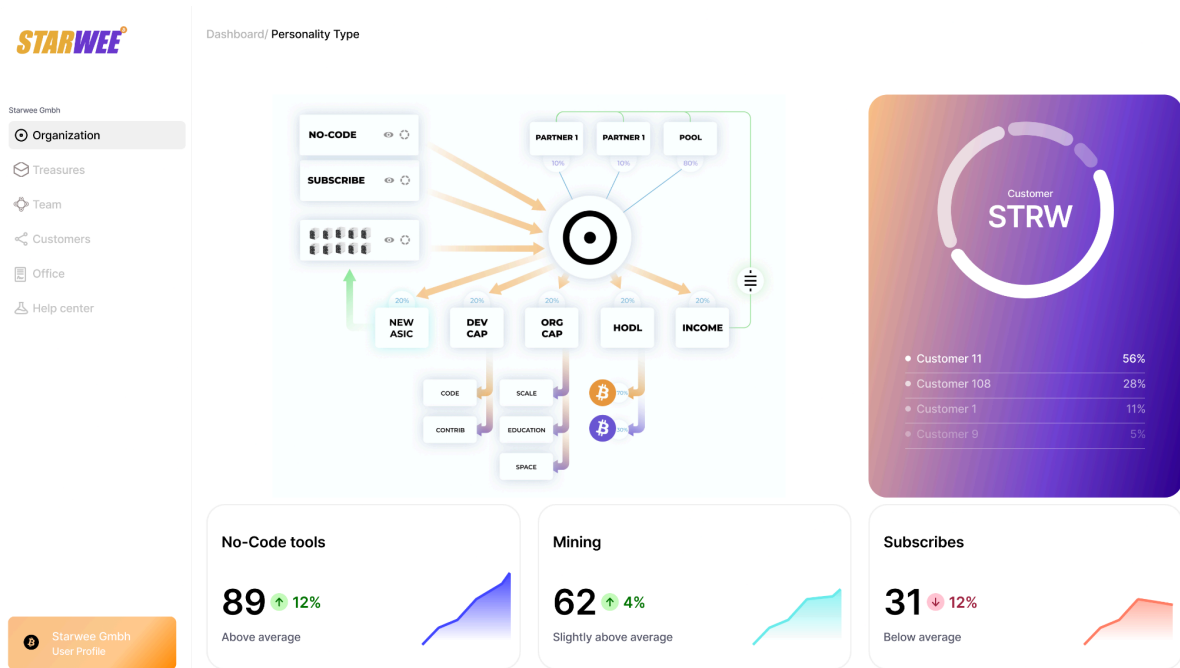 STARWEE
Dashboard/ Personality Type
Starwee Gmbh
Organization
Treasures
Team
Customers
Office
Help center
Starwee Gmbh
User Profile
NO-CODE
SUBSCRIBE
PARTNER 1
PARTNER 1
POOL
10%
10%
80%
20%
20%
20%
20%
20%
NEW
ASIC
DEV
CAP
ORG
CAP
HODL
INCOME
CODE
SCALE
70%
CONTRIB
EDUCATION
30%
SPACE
Customer
STRW
Customer 11 56%
Customer 108 28%
Customer 1 11%
Customer 9 5%
No-Code tools
89 12%
Above average
Mining
62 4%
Slightly above average
Subscribes
31 12%
Below average